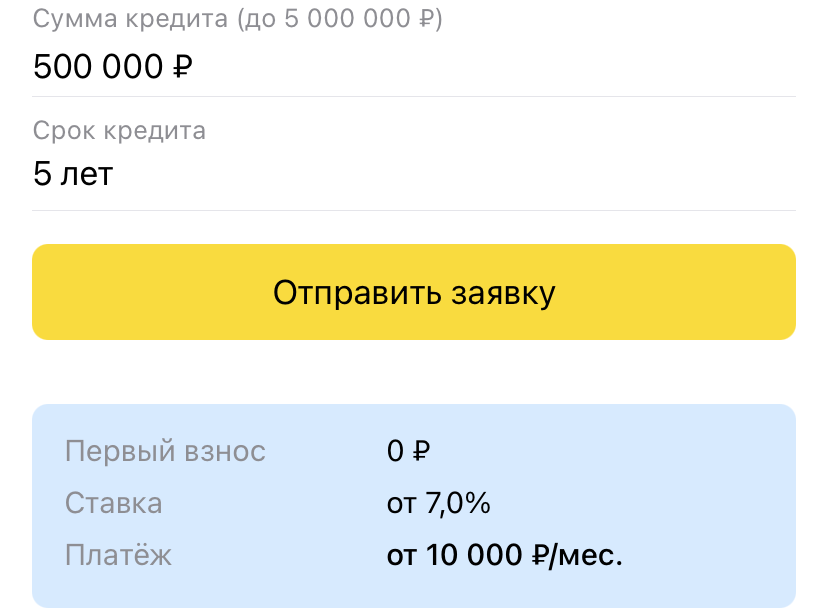 Сумма кредита (до 5 000 000 ₽)
500 000 ₽
Срок кредита
5 лет
Отправить заявку
Первый взнос 0 ₽
Ставка от 7,0%
Платёж от 10 000 ₽/мес.